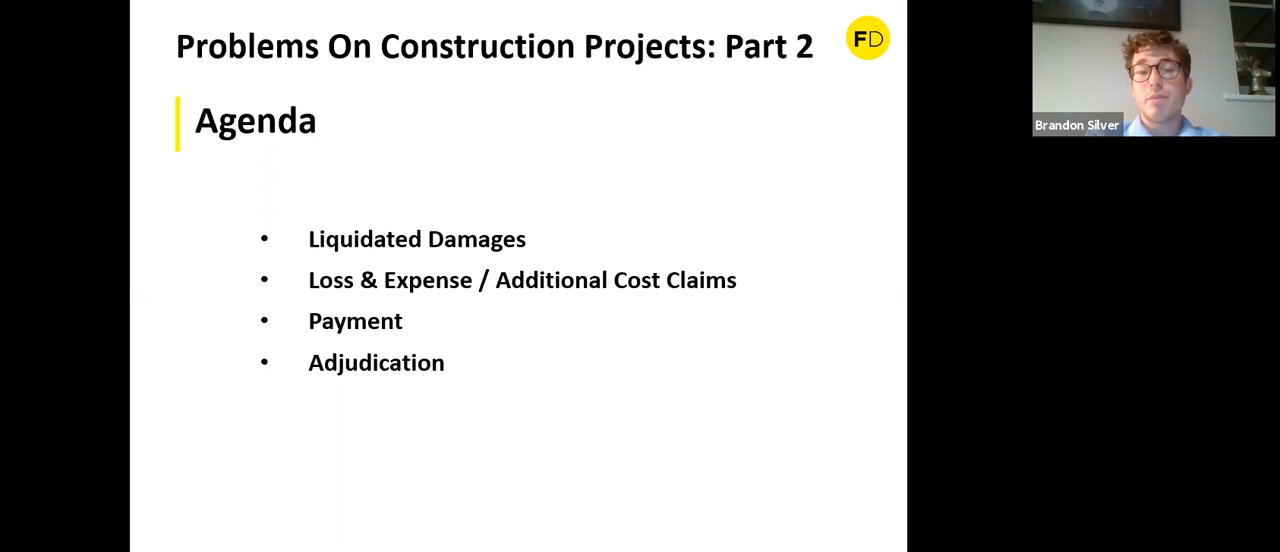 Problems On Construction Projects: Part 2
FD
Agenda
• Liquidated Damages
• Loss & Expense / Additional Cost Claims
• Payment
• Adjudication
Brandon Silver